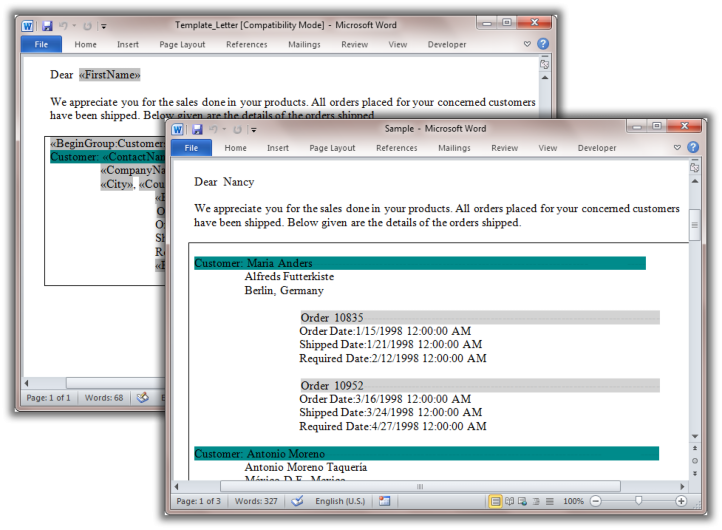 Template_Letter [Compatibility Mode] - Microsoft Word
File Home Insert Page Layout References Mailings Review View Developer
Dear «FirstName»
We appreciate you for the sales done in your products. All orders placed for your concerned customers
have been shipped. Below given are the details of the orders shipped.
«BeginGroup:Customers
Customer: «ContactNam
«CompanyNa
«City», «Cou
Page: 1 of 1 Words: 68
Sample - Microsoft Word
File Home Insert Page Layout References Mailings Review View Developer
Dear Nancy
We appreciate you for the sales done in your products. All orders placed for your concerned customers
have been shipped. Below given are the details of the orders shipped.
Customer: Maria Anders
Alfreds Futterkiste
Berlin, Germany
Order 10835
Order Date:1/15/1998 12:00:00 AM
Shipped Date:1/21/1998 12:00:00 AM
Required Date:2/12/1998 12:00:00 AM
Order 10952
Order Date:3/16/1998 12:00:00 AM
Shipped Date:3/24/1998 12:00:00 AM
Required Date:4/27/1998 12:00:00 AM
Customer: Antonio Moreno
Antonio Moreno Taquería
México D.F., Mexico
Page: 1 of 3 Words: 327 English (U.S.) 100%